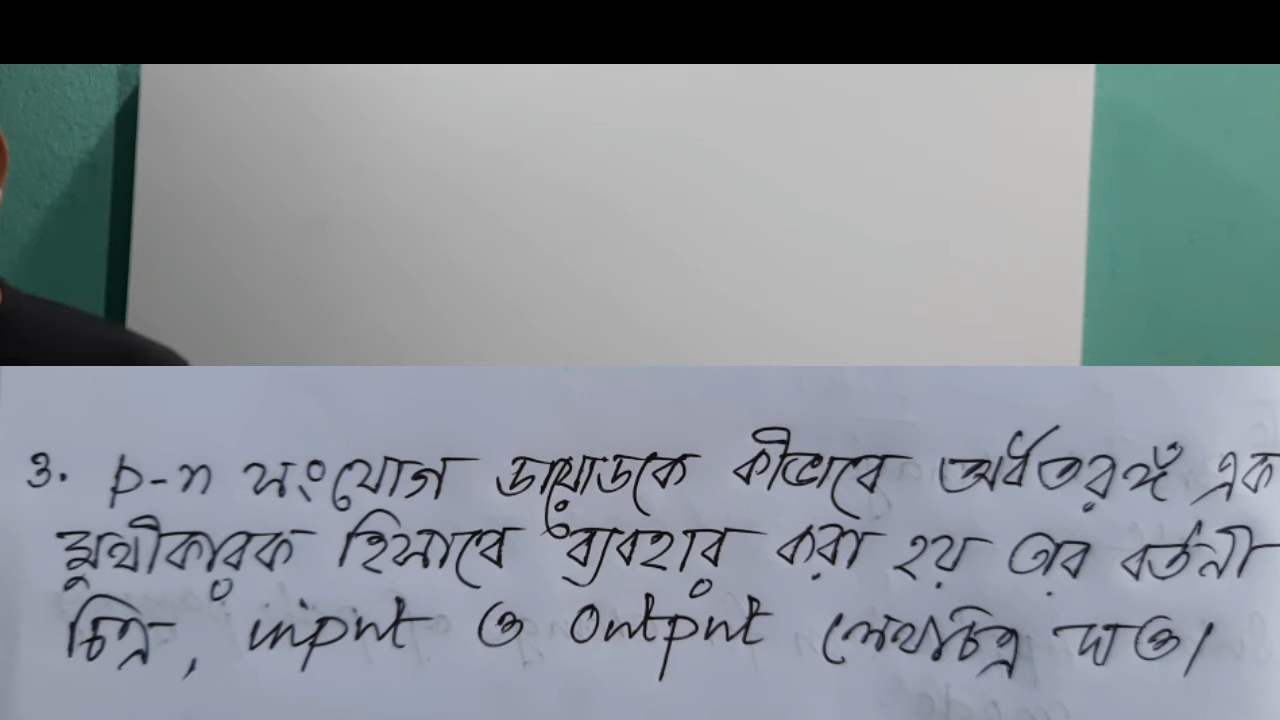 3. p-n সংযোগ ডায়োডকে কীভাবে অর্ধতরঙ্গ এক
মুখীকারক হিসাবে ব্যবহার করা হয় তার বর্তনী
চিত্র, input ও Output লেখচিত্র দাও।